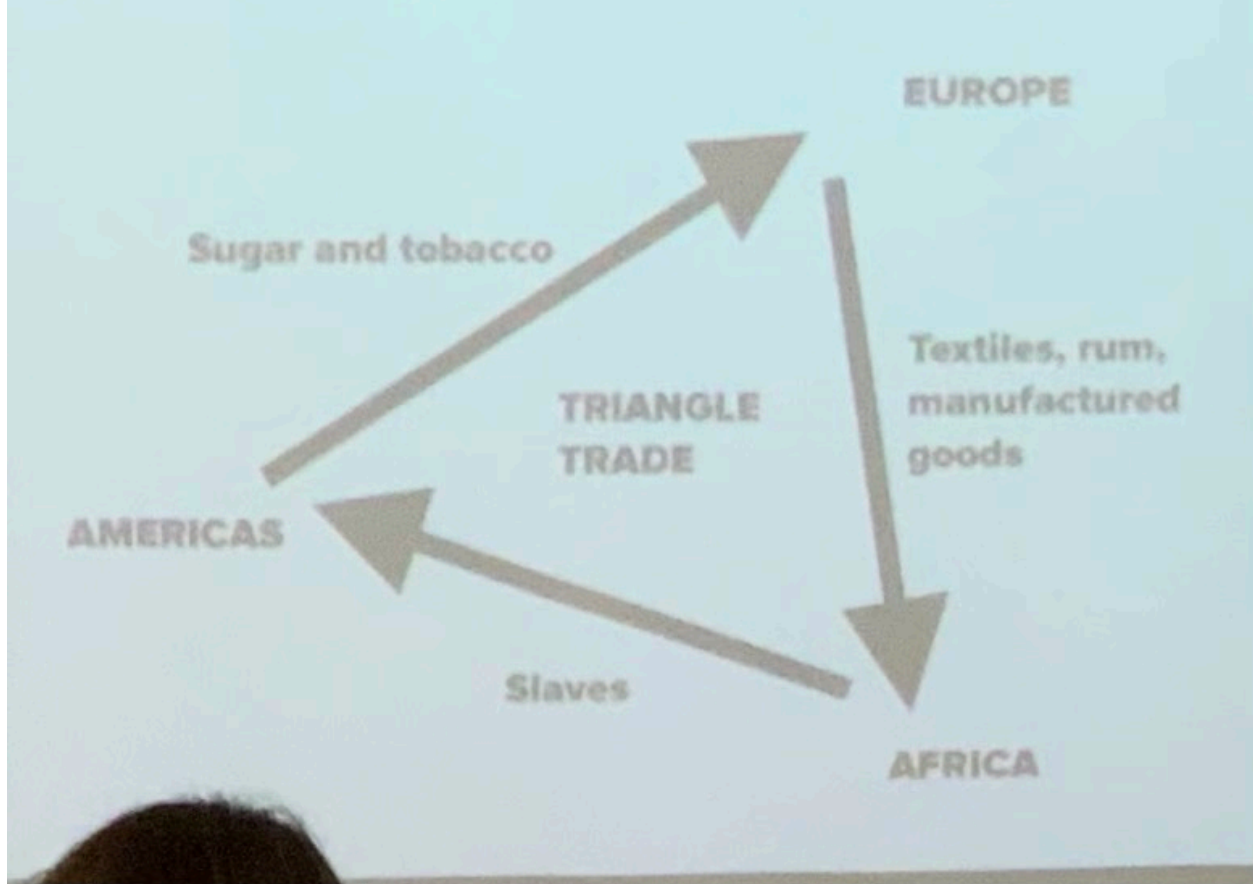 EUROPE
Sugar and tobacco
Textiles, rum,
manufactured
goods
TRIANGLE
TRADE
AMERICAS
Slaves
AFRICA